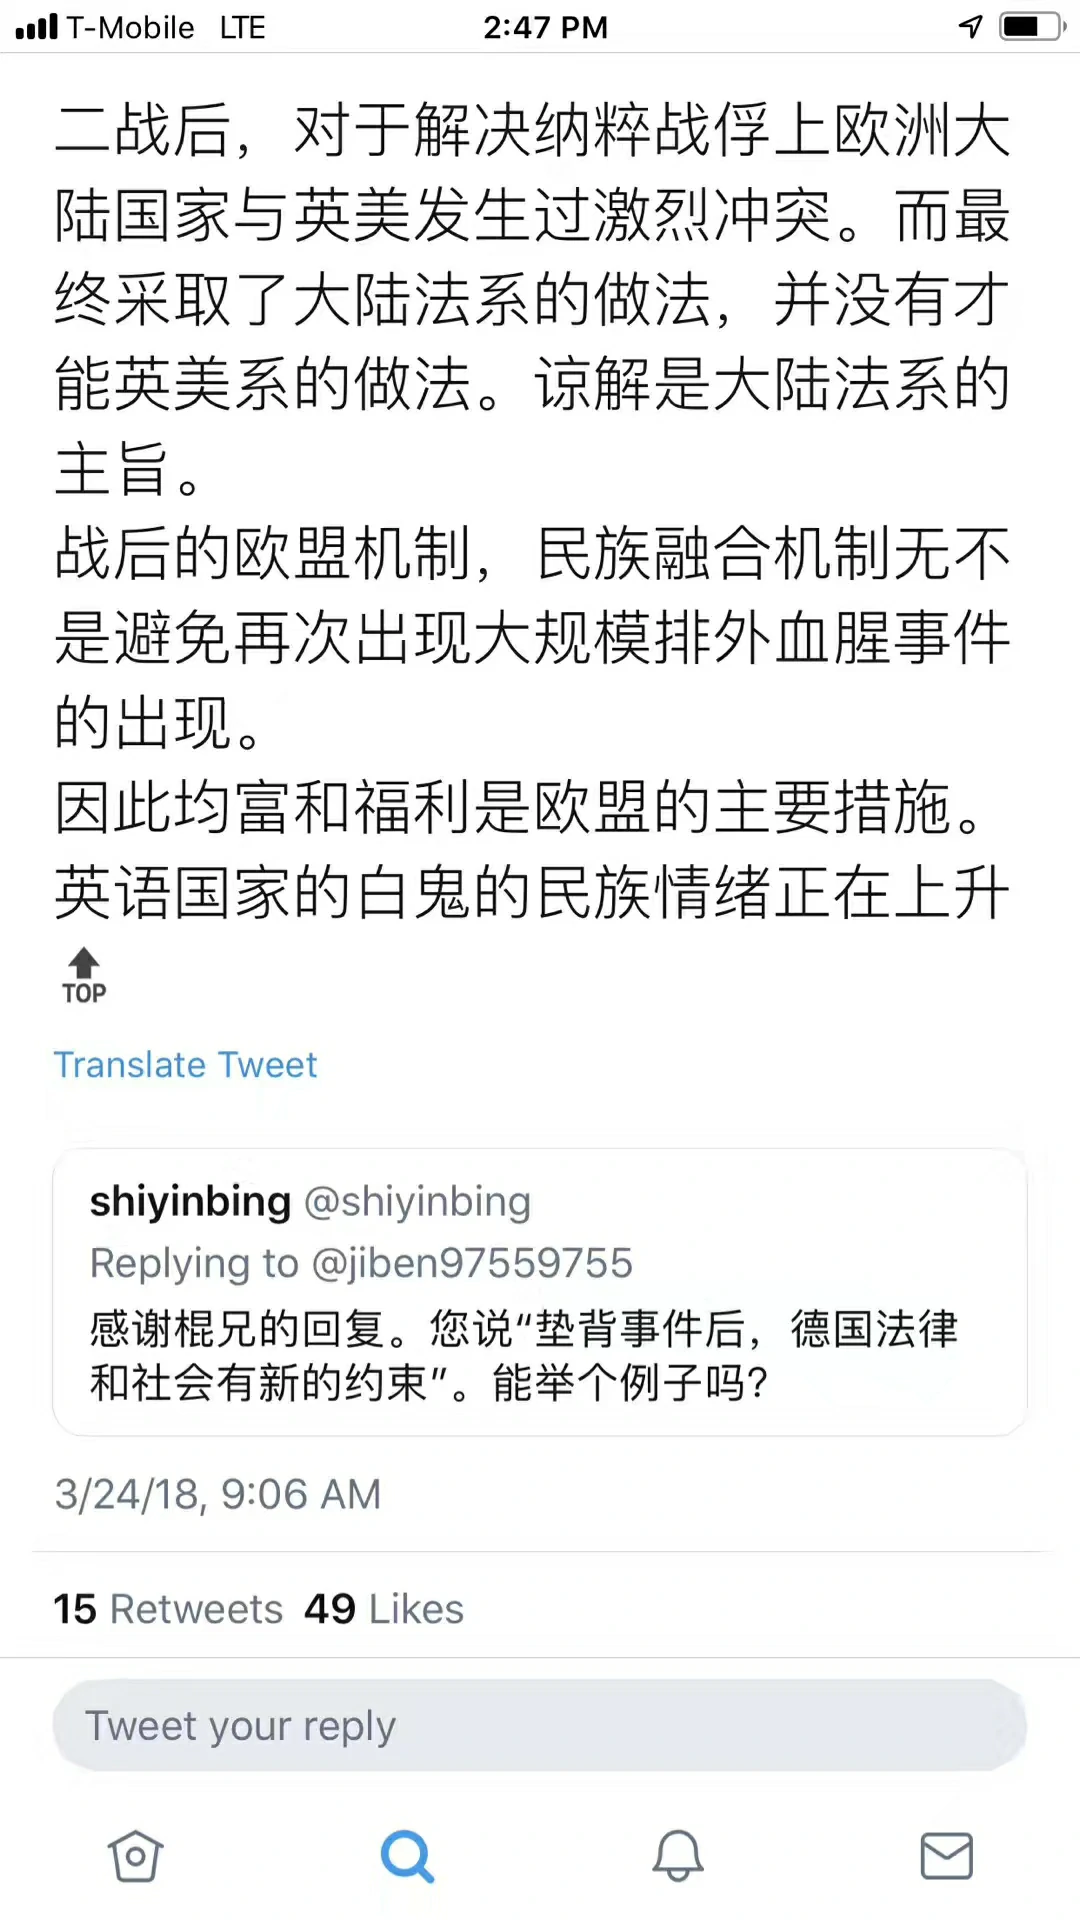 T-Mobile LTE 2:47 PM
二战后，对于解决纳粹战俘上欧洲大
陆国家与英美发生过激烈冲突。而最
终采取了大陆法系的做法，并没有才
能英美系的做法。谅解是大陆法系的
主旨。
战后的欧盟机制，民族融合机制无不
是避免再次出现大规模排外血腥事件
的出现。
因此均富和福利是欧盟的主要措施。
英语国家的白鬼的民族情绪正在上升
TOP
Translate Tweet
shiyinbing @shiyinbing
Replying to @jiben97559755
感谢棍兄的回复。您说“垫背事件后，德国法律
和社会有新的约束”。能举个例子吗？
3/24/18, 9:06 AM
15 Retweets 49 Likes
Tweet your reply